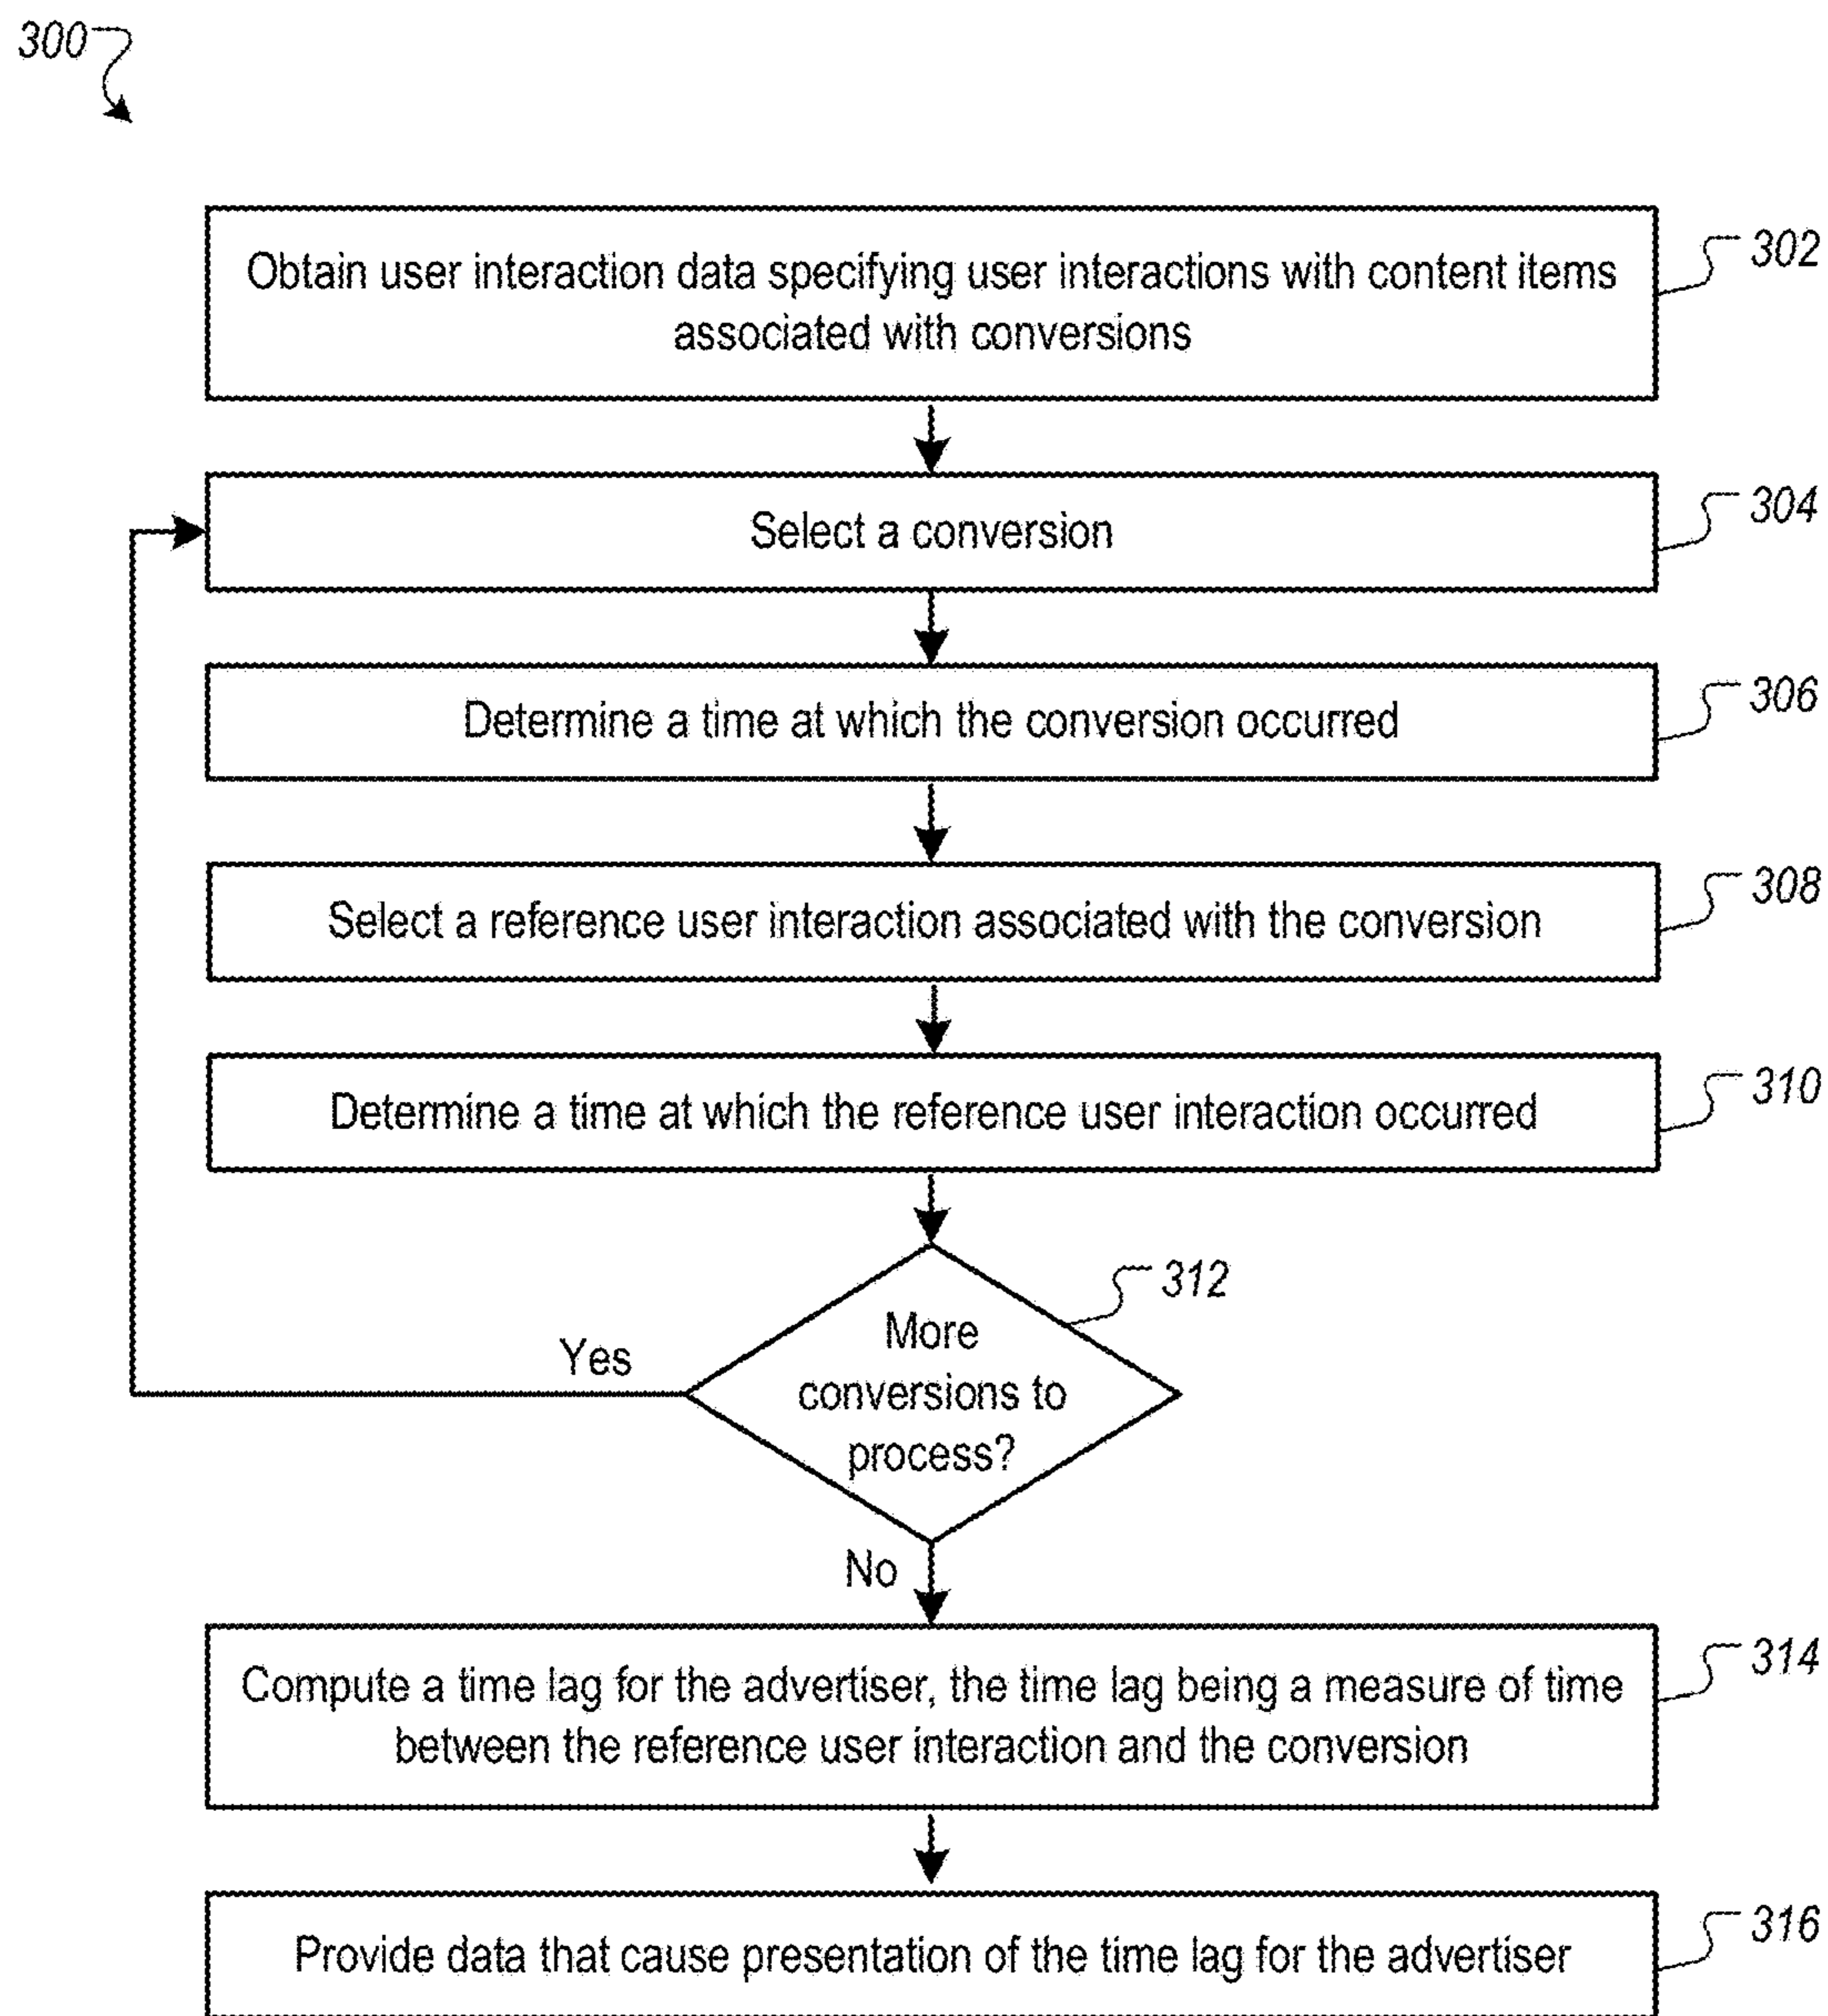 300
Obtain user interaction data specifying user interactions with content items
associated with conversions
302
Select a conversion
304
Determine a time at which the conversion occurred
306
Select a reference user interaction associated with the conversion
308
Determine a time at which the reference user interaction occurred
310
312
More
conversions to
process?
Yes
No
Compute a time lag for the advertiser, the time lag being a measure of time
between the reference user interaction and the conversion
314
Provide data that cause presentation of the time lag for the advertiser
316